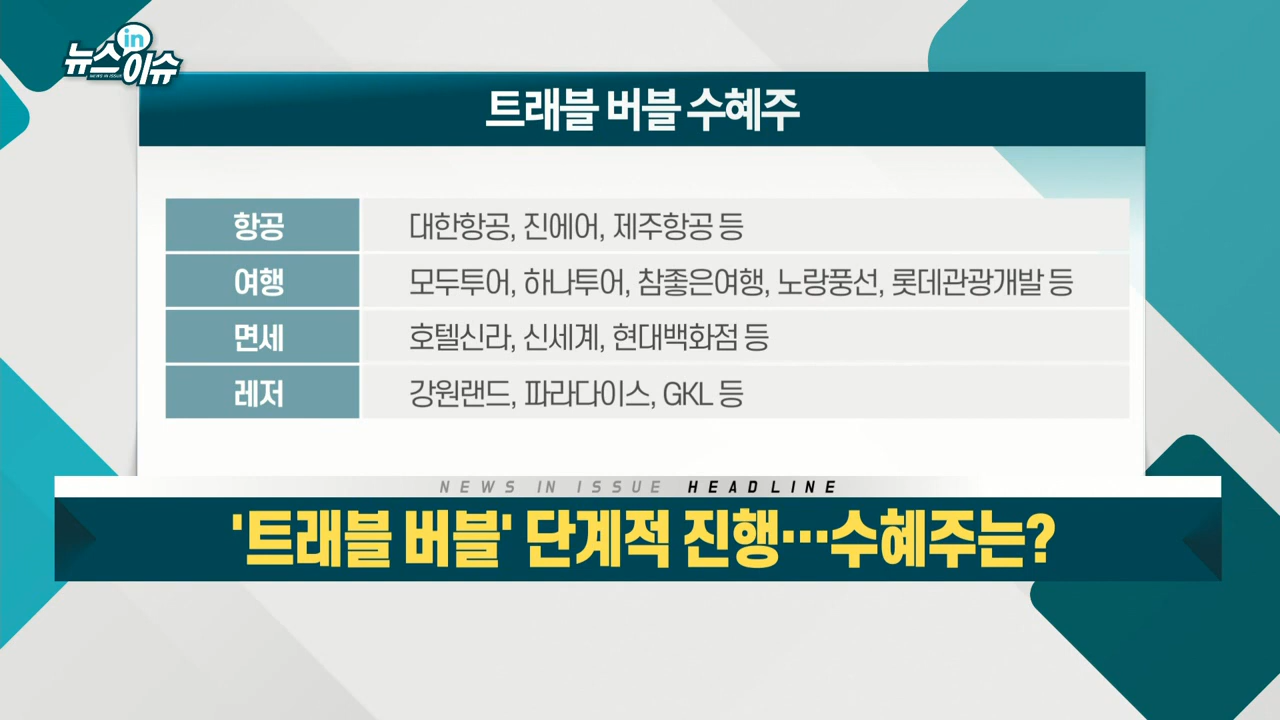 뉴스in이슈
NEWS IN ISSUE
트래블 버블 수혜주
항공 대한항공, 진에어, 제주항공 등
여행 모두투어, 하나투어, 참좋은여행, 노랑풍선, 롯데관광개발 등
면세 호텔신라, 신세계, 현대백화점 등
레저 강원랜드, 파라다이스, GKL 등
NEWS IN ISSUE HEADLINE
'트래블 버블' 단계적 진행…수혜주는?